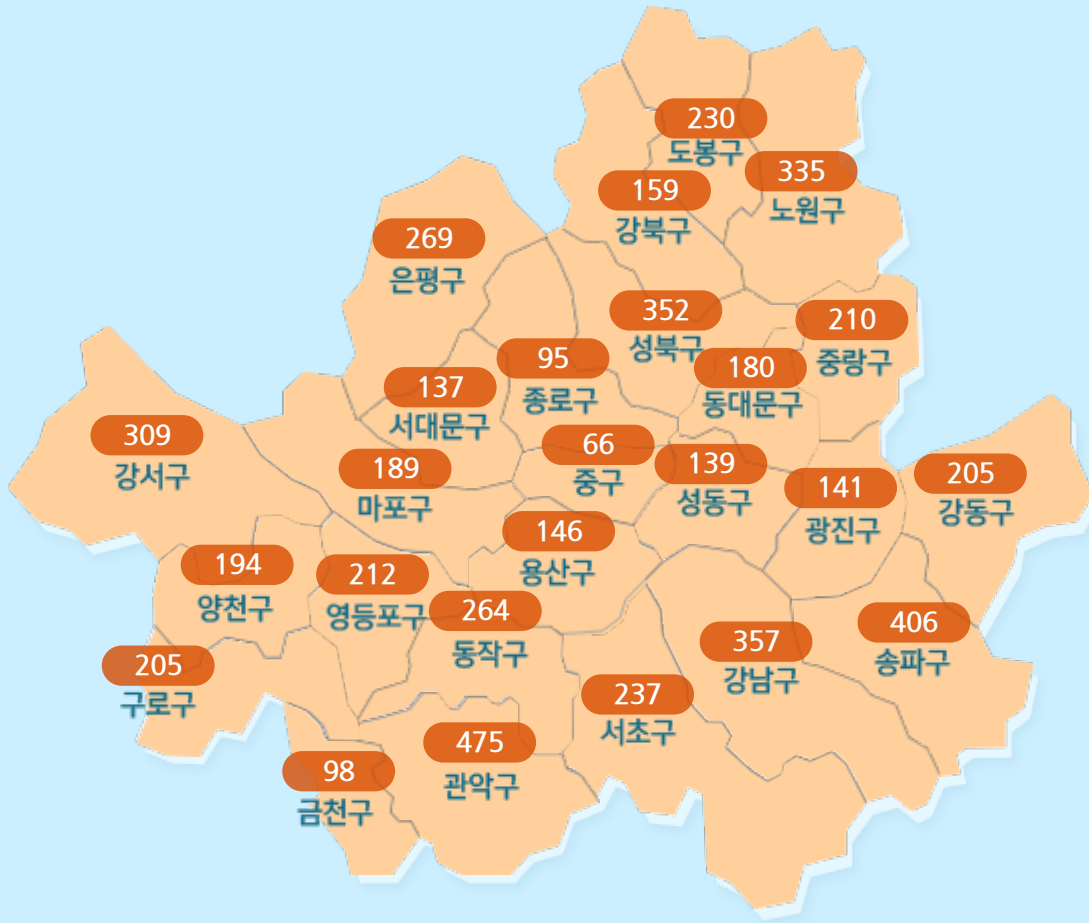 230
도봉구
335
노원구
159
강북구
269
은평구
352
성북구
210
중랑구
95
종로구
180
동대문구
137
서대문구
309
강서구
66
중구
139
성동구
189
마포구
141
광진구
205
강동구
146
용산구
194
양천구
212
영등포구
264
동작구
357
강남구
406
송파구
205
구로구
237
서초구
475
관악구
98
금천구